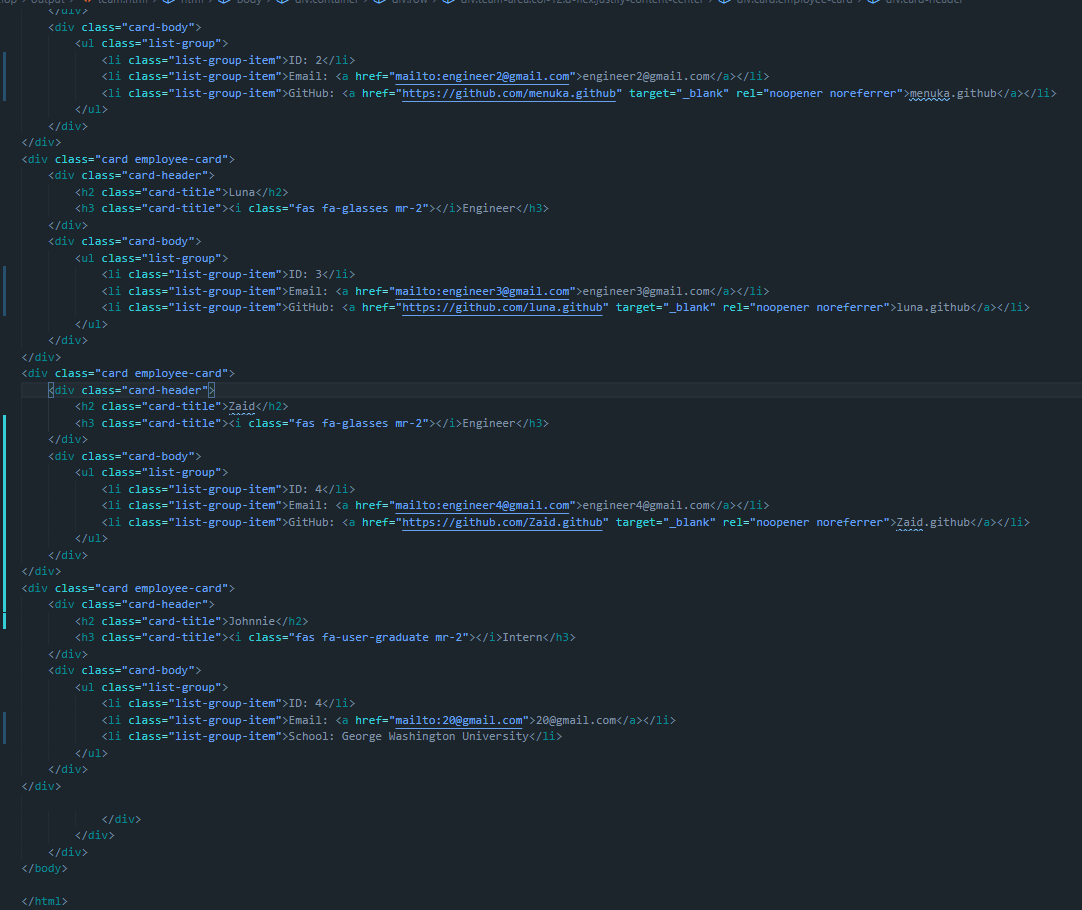 output > team.html > html > body > div.container > div.row > div.team-area.col-12.d-flex.justify-content-center > div.card.employee-card > div.card-header
</div>
<div class="card-body">
<ul class="list-group">
<li class="list-group-item">ID: 2</li>
<li class="list-group-item">Email: <a href="mailto:engineer2@gmail.com">engineer2@gmail.com</a></li>
<li class="list-group-item">GitHub: <a href="https://github.com/menuka.github" target="_blank" rel="noopener noreferrer">menuka.github</a></li>
</ul>
</div>
</div>
<div class="card employee-card">
<div class="card-header">
<h2 class="card-title">Luna</h2>
<h3 class="card-title"><i class="fas fa-glasses mr-2"></i>Engineer</h3>
</div>
<div class="card-body">
<ul class="list-group">
<li class="list-group-item">ID: 3</li>
<li class="list-group-item">Email: <a href="mailto:engineer3@gmail.com">engineer3@gmail.com</a></li>
<li class="list-group-item">GitHub: <a href="https://github.com/luna.github" target="_blank" rel="noopener noreferrer">luna.github</a></li>
</ul>
</div>
</div>
<div class="card employee-card">
<div class="card-header">
<h2 class="card-title">Zaid</h2>
<h3 class="card-title"><i class="fas fa-glasses mr-2"></i>Engineer</h3>
</div>
<div class="card-body">
<ul class="list-group">
<li class="list-group-item">ID: 4</li>
<li class="list-group-item">Email: <a href="mailto:engineer4@gmail.com">engineer4@gmail.com</a></li>
<li class="list-group-item">GitHub: <a href="https://github.com/Zaid.github" target="_blank" rel="noopener noreferrer">Zaid.github</a></li>
</ul>
</div>
</div>
<div class="card employee-card">
<div class="card-header">
<h2 class="card-title">Johnnie</h2>
<h3 class="card-title"><i class="fas fa-user-graduate mr-2"></i>Intern</h3>
</div>
<div class="card-body">
<ul class="list-group">
<li class="list-group-item">ID: 4</li>
<li class="list-group-item">Email: <a href="mailto:20@gmail.com">20@gmail.com</a></li>
<li class="list-group-item">School: George Washington University</li>
</ul>
</div>
</div>
</div>
</div>
</div>
</body>
</html>